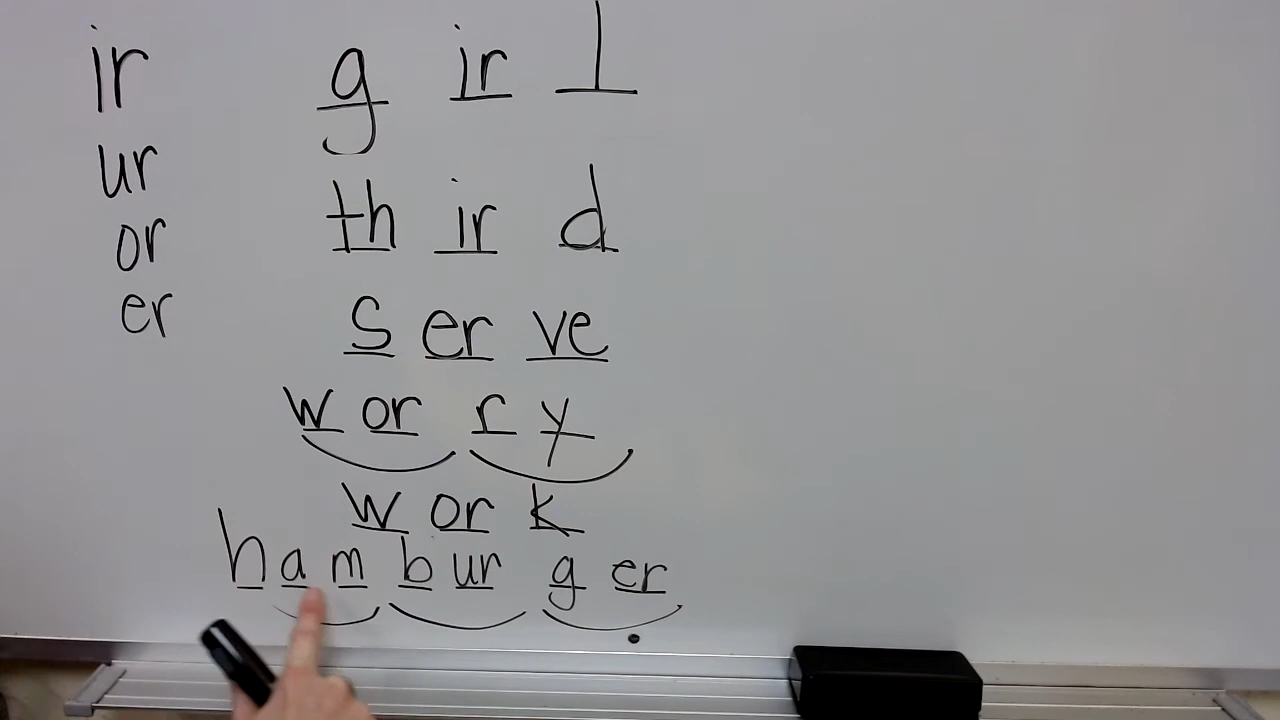 ir
ur
or
er
g ir l
th ir d
s er ve
w or r y
w or k
h a m b ur g er